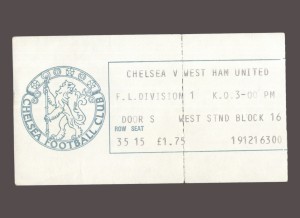 CHELSEA FOOTBALL CLUB
CHELSEA V WEST HAM UNITED
F.L.DIVISION 1 K.O.3-00 PM
DOOR S WEST STND BLOCK 16
ROW SEAT
35 15 £1.75 191216300